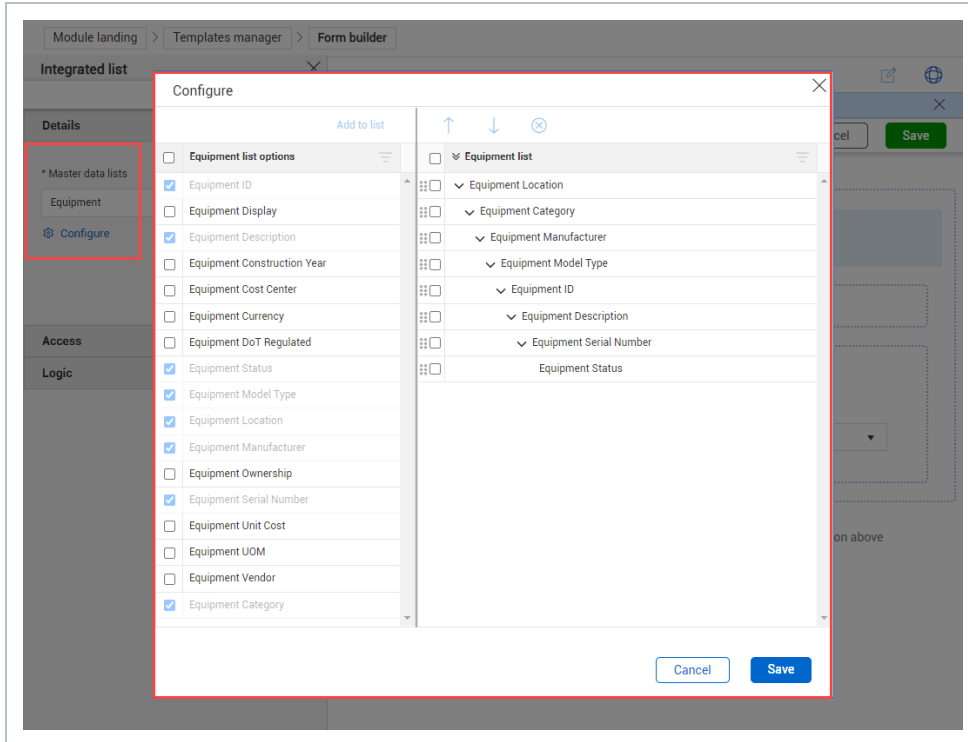 Module landing > Templates manager > Form builder
Integrated list
Configure
Details
Add to list
cel
Save
* Master data lists
Equipment
Configure
Access
Logic
Equipment list options
Equipment ID
Equipment Display
Equipment Description
Equipment Construction Year
Equipment Cost Center
Equipment Currency
Equipment DoT Regulated
Equipment Status
Equipment Model Type
Equipment Location
Equipment Manufacturer
Equipment Ownership
Equipment Serial Number
Equipment Unit Cost
Equipment UOM
Equipment Vendor
Equipment Category
Equipment list
Equipment Location
Equipment Category
Equipment Manufacturer
Equipment Model Type
Equipment ID
Equipment Description
Equipment Serial Number
Equipment Status
on above
Cancel
Save